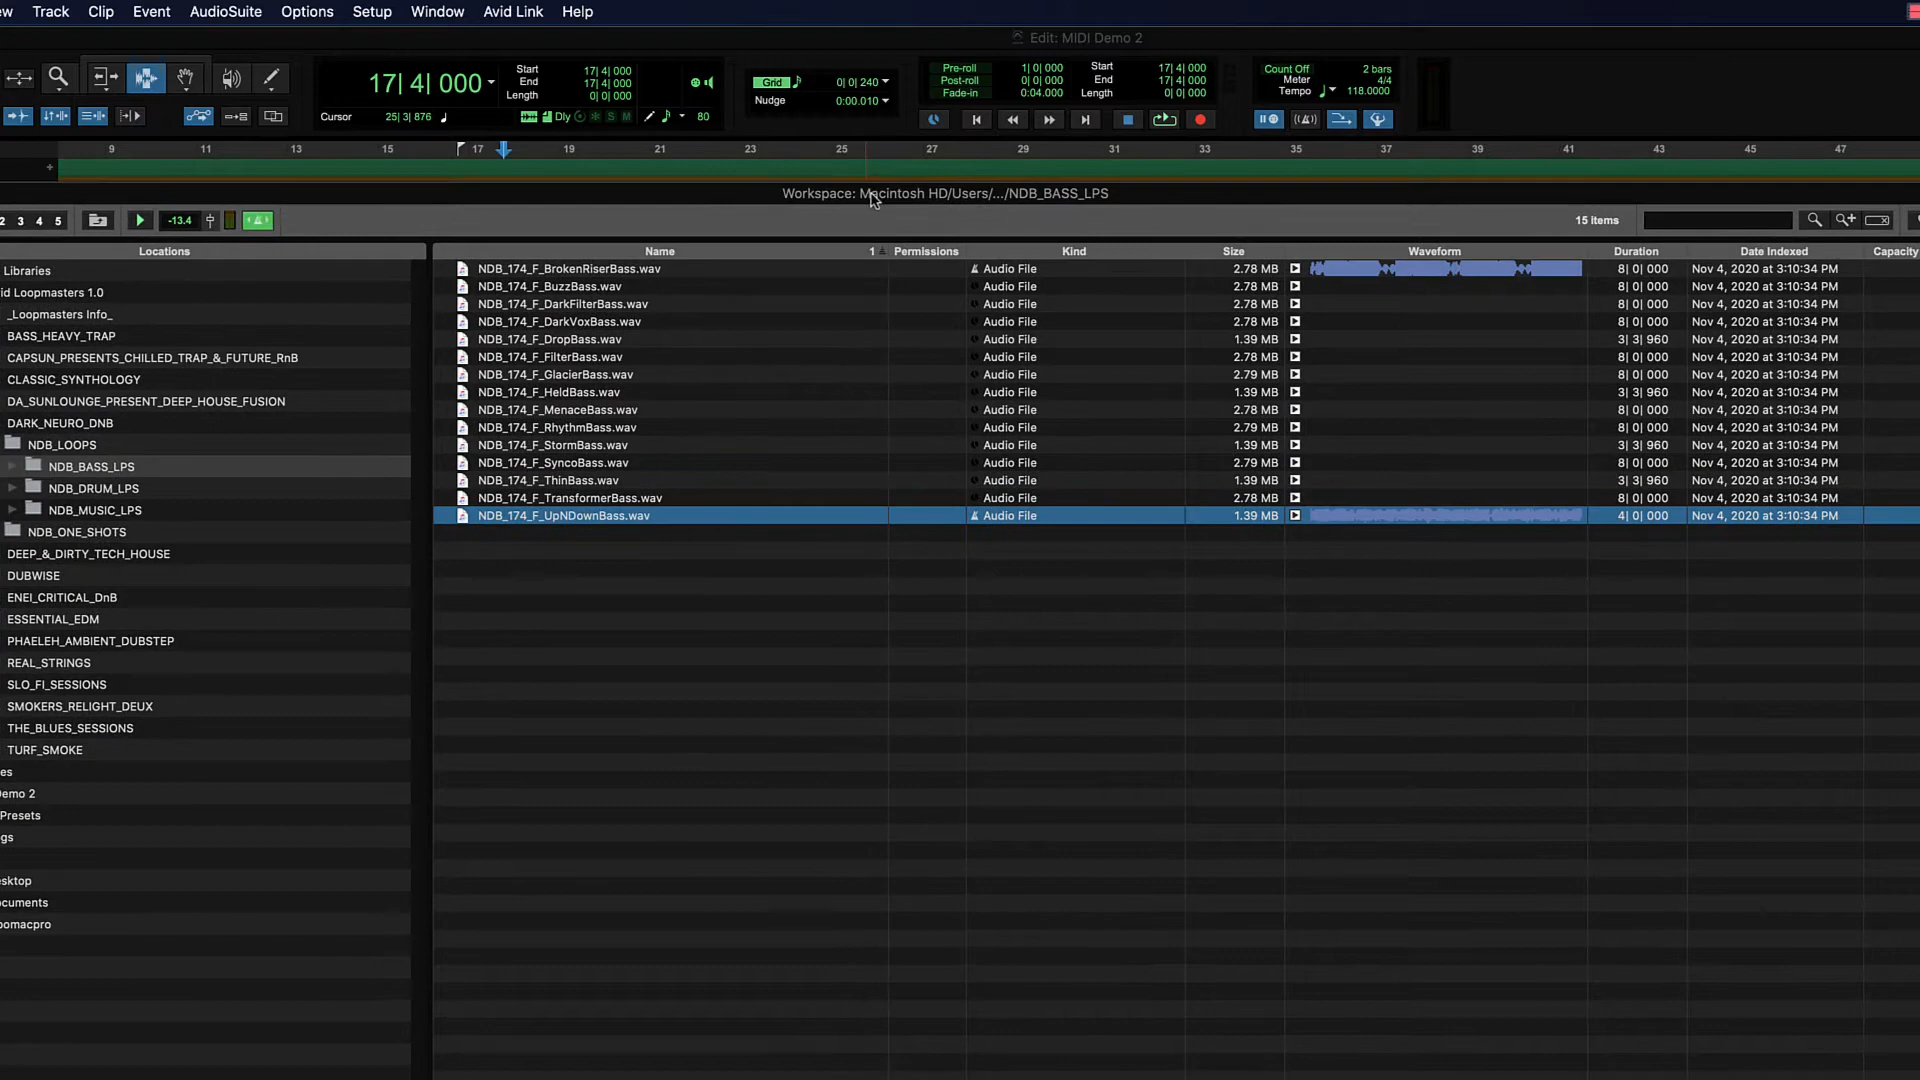 ew Track Clip Event AudioSuite Options Setup Window Avid Link Help
Edit: MIDI Demo 2
17| 4| 000
Start 17| 4| 000
End 17| 4| 000
Length 0| 0| 000
Cursor 25| 3| 876
Dly
S M
80
Grid 0| 0| 240
Nudge 0:00.010
Pre-roll 1| 0| 000
Post-roll 0| 0| 000
Fade-in 0:04.000
Start 17| 4| 000
End 17| 4| 000
Length 0| 0| 000
Count Off 2 bars
Meter 4/4
Tempo 118.0000
9 11 13 15 17 19 21 23 25 27 29 31 33 35 37 39 41 43 45 47
Workspace: Macintosh HD/Users/.../NDB_BASS_LPS
2 3 4 5 -13.4 15 items
Locations Name 1 Permissions Kind Size Waveform Duration Date Indexed Capacity
Libraries
id Loopmasters 1.0
_Loopmasters Info_
BASS_HEAVY_TRAP
CAPSUN_PRESENTS_CHILLED_TRAP_&_FUTURE_RnB
CLASSIC_SYNTHOLOGY
DA_SUNLOUNGE_PRESENT_DEEP_HOUSE_FUSION
DARK_NEURO_DNB
NDB_LOOPS
NDB_BASS_LPS
NDB_DRUM_LPS
NDB_MUSIC_LPS
NDB_ONE_SHOTS
DEEP_&_DIRTY_TECH_HOUSE
DUBWISE
ENEI_CRITICAL_DnB
ESSENTIAL_EDM
PHAELEH_AMBIENT_DUBSTEP
REAL_STRINGS
SLO_FI_SESSIONS
SMOKERS_RELIGHT_DEUX
THE_BLUES_SESSIONS
TURF_SMOKE
es
Demo 2
Presets
gs
esktop
ocuments
oomacpro
NDB_174_F_BrokenRiserBass.wav Audio File 2.78 MB 8| 0| 000 Nov 4, 2020 at 3:10:34 PM
NDB_174_F_BuzzBass.wav Audio File 2.78 MB 8| 0| 000 Nov 4, 2020 at 3:10:34 PM
NDB_174_F_DarkFilterBass.wav Audio File 2.78 MB 8| 0| 000 Nov 4, 2020 at 3:10:34 PM
NDB_174_F_DarkVoxBass.wav Audio File 2.78 MB 8| 0| 000 Nov 4, 2020 at 3:10:34 PM
NDB_174_F_DropBass.wav Audio File 1.39 MB 3| 3| 960 Nov 4, 2020 at 3:10:34 PM
NDB_174_F_FilterBass.wav Audio File 2.78 MB 8| 0| 000 Nov 4, 2020 at 3:10:34 PM
NDB_174_F_GlacierBass.wav Audio File 2.79 MB 8| 0| 000 Nov 4, 2020 at 3:10:34 PM
NDB_174_F_HeldBass.wav Audio File 1.39 MB 3| 3| 960 Nov 4, 2020 at 3:10:34 PM
NDB_174_F_MenaceBass.wav Audio File 2.78 MB 8| 0| 000 Nov 4, 2020 at 3:10:34 PM
NDB_174_F_RhythmBass.wav Audio File 2.79 MB 8| 0| 000 Nov 4, 2020 at 3:10:34 PM
NDB_174_F_StormBass.wav Audio File 1.39 MB 3| 3| 960 Nov 4, 2020 at 3:10:34 PM
NDB_174_F_SyncoBass.wav Audio File 2.79 MB 8| 0| 000 Nov 4, 2020 at 3:10:34 PM
NDB_174_F_ThinBass.wav Audio File 1.39 MB 3| 3| 960 Nov 4, 2020 at 3:10:34 PM
NDB_174_F_TransformerBass.wav Audio File 2.78 MB 8| 0| 000 Nov 4, 2020 at 3:10:34 PM
NDB_174_F_UpNDownBass.wav Audio File 1.39 MB 4| 0| 000 Nov 4, 2020 at 3:10:34 PM